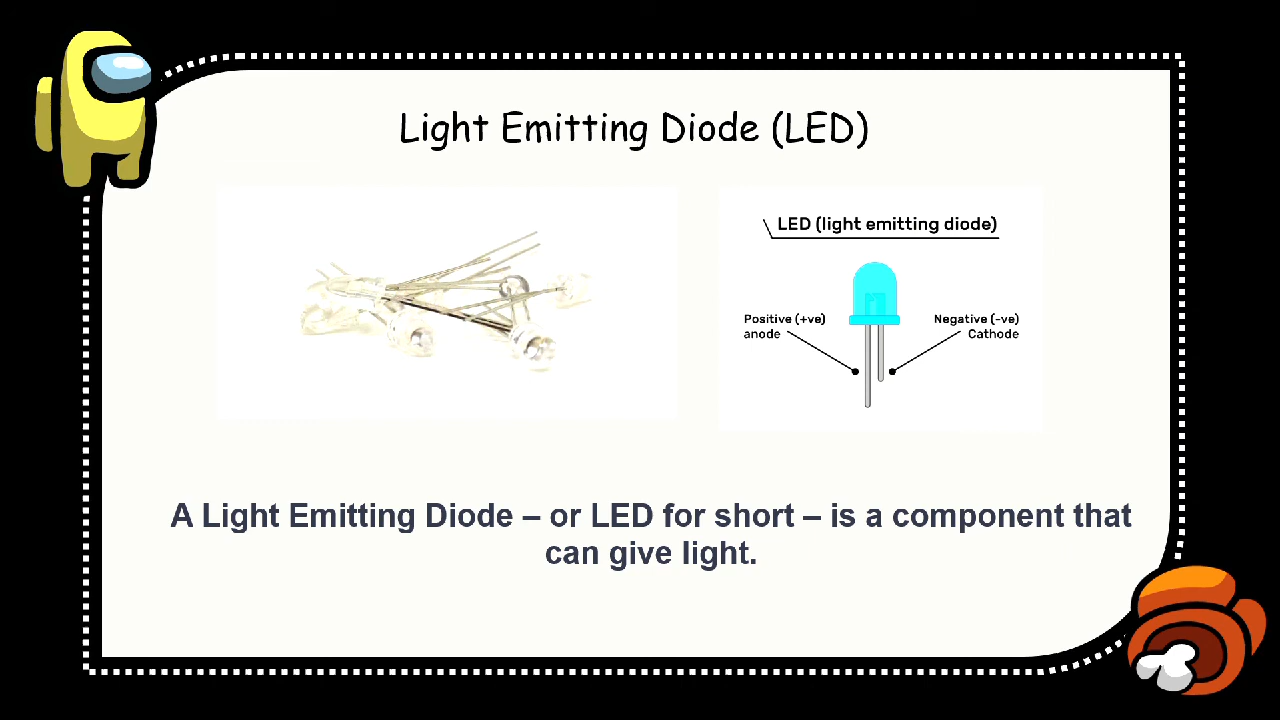 Light Emitting Diode (LED)
LED (light emitting diode)
Positive (+ve)
anode
Negative (-ve)
Cathode
A Light Emitting Diode – or LED for short – is a component that
can give light.